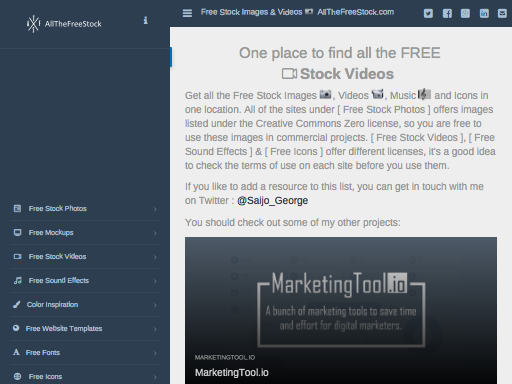 AllTheFreeStock
Free Stock Photos
Free Mockups
Free Stock Videos
Free Sound Effects
Color Inspiration
Free Website Templates
Free Fonts
Free Icons
Free Stock Images & Videos AllTheFreeStock.com
One place to find all the FREE
Stock Videos
Get all the Free Stock Images , Videos , Music and Icons in
one location. All of the sites under [ Free Stock Photos ] offers images
listed under the Creative Commons Zero license, so you are free to
use these images in commercial projects. [ Free Stock Videos ], [ Free
Sound Effects ] & [ Free Icons ] offer different licenses, it's a good idea
to check the terms of use on each site before you use them.
If you like to add a resource to this list, you can get in touch with me
on Twitter : @Saijo_George
You should check out some of my other projects:
MarketingTool.io
A bunch of marketing tools to save time
and effort for digital marketers.
MARKETINGTOOL.IO
MarketingTool.io